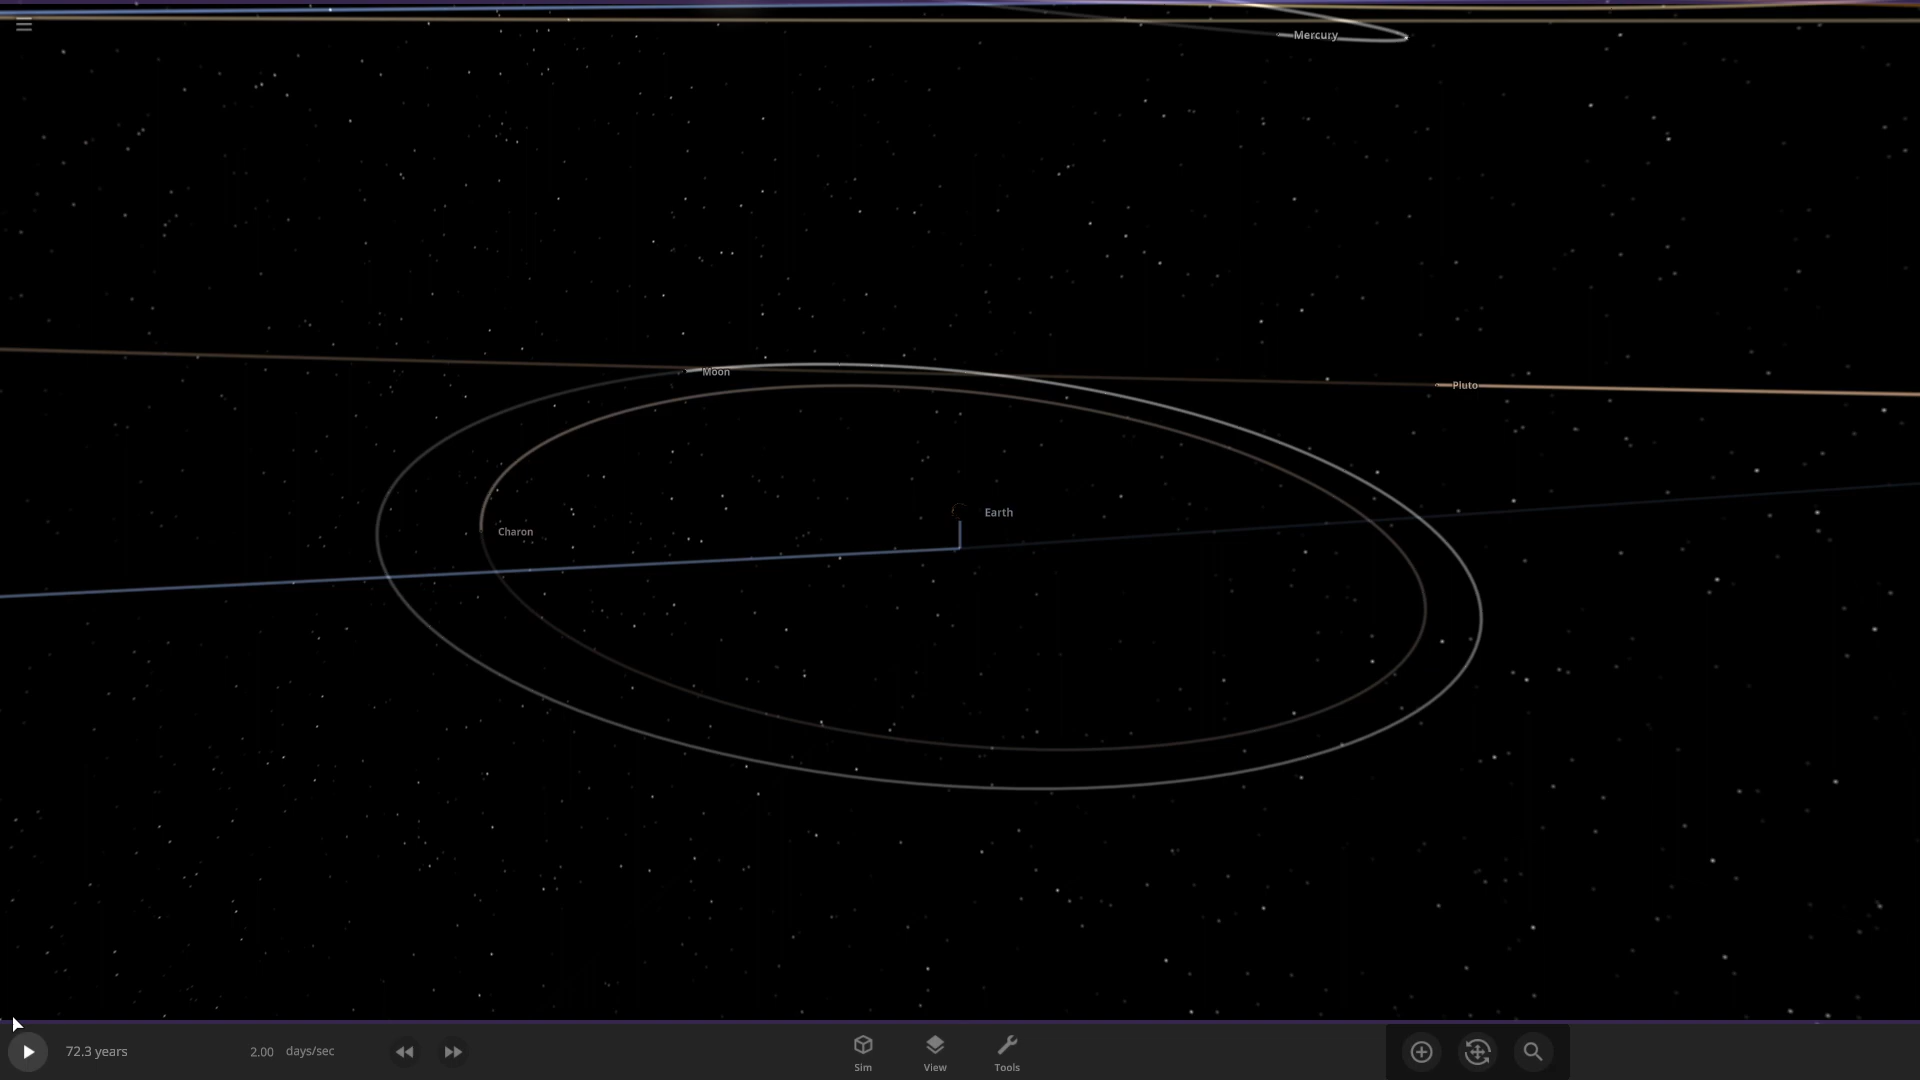 Mercury
Moon
Pluto
Earth
Charon
72.3 years
2.00 days/sec
Sim
View
Tools